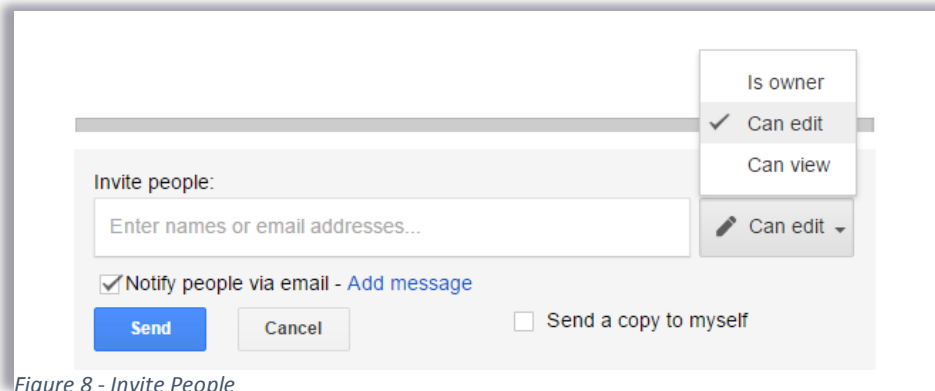 Is owner
Can edit
Can view
Invite people:
Enter names or email addresses...
Can edit
Notify people via email - Add message
Send Cancel Send a copy to myself
Figure 8 - Invite People